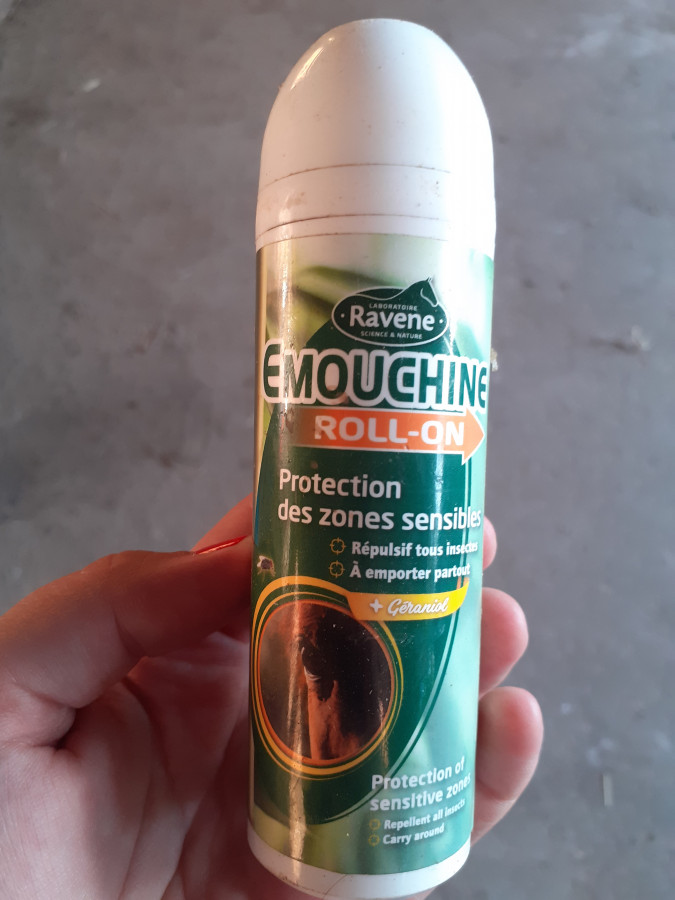 LABORATOIRE
Ravene
SCIENCE & NATURE
EMOUCHINE
ROLL-ON
Protection
des zones sensibles
Répulsif tous insectes
À emporter partout
+ Géraniol
Protection of
sensitive zones
Repellent all insects
Carry around